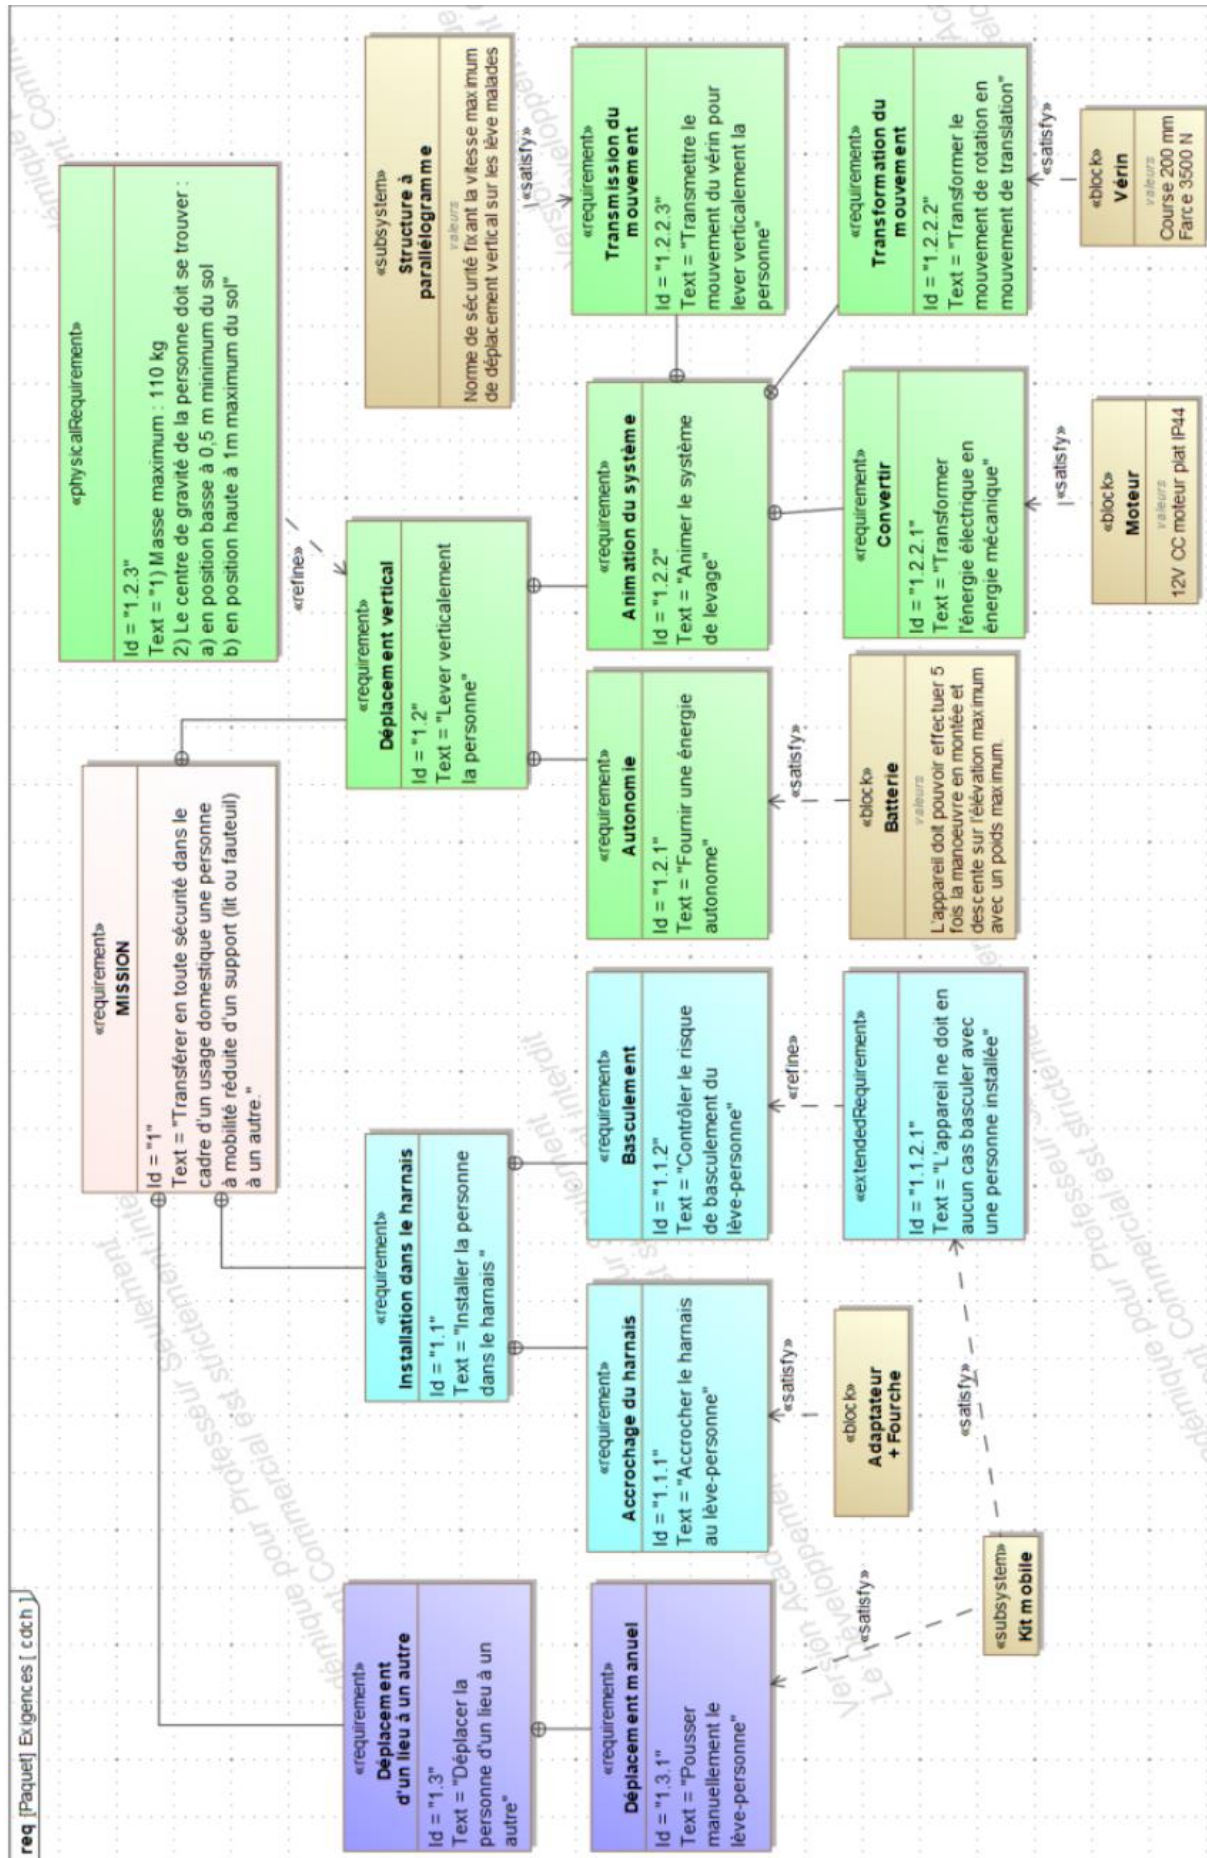 req [Paquet] Exigences [ cdch ]
«requirement»
MISSION
Id = "1"
Text = "Transférer en toute sécurité dans le
cadre d'un usage domestique une personne
à mobilité réduite d'un support (lit ou fauteuil)
à un autre."
«physicalRequirement»
Id = "1.2.3"
Text = "1) Masse maximum : 110 kg
2) Le centre de gravité de la personne doit se trouver :
a) en position basse à 0,5 m minimum du sol
b) en position haute à 1m maximum du sol"
«refine»
«requirement»
Déplacement
d'un lieu à un autre
Id = "1.3"
Text = "Déplacer la
personne d'un lieu à un
autre"
«requirement»
Installation dans le harnais
Id = "1.1"
Text = "Installer la personne
dans le harnais "
«requirement»
Déplacement vertical
Id = "1.2"
Text = "Lever verticalement
la personne"
«subsystem»
Structure à
parallélogramme
valeurs
Norme de sécurité fixant la vitesse maximum
de déplacement vertical sur les lève malades
«satisfy»
«requirement»
Déplacement manuel
Id = "1.3.1"
Text = "Pousser
manuellement le
lève-personne"
«requirement»
Accrochage du harnais
Id = "1.1.1"
Text = "Accrocher le harnais
au lève-personne"
«requirement»
Basculement
Id = "1.1.2"
Text = "Contrôler le risque
de basculement du
lève-personne"
«requirement»
Autonomie
Id = "1.2.1"
Text = "Fournir une énergie
autonome"
«requirement»
Animation du système
Id = "1.2.2"
Text = "Animer le système
de levage"
«requirement»
Transmission du
mouvement
Id = "1.2.2.3"
Text = "Transmettre le
mouvement du vérin pour
lever verticalement la
personne"
«satisfy»
«satisfy»
«refine»
«satisfy»
«block»
Adaptateur
+ Fourche
«extendedRequirement»
Id = "1.1.2.1"
Text = "L'appareil ne doit en
aucun cas basculer avec
une personne installée"
«block»
Batterie
valeurs
L'appareil doit pouvoir effectuer 5
fois la manoeuvre en montée et
descente sur l'élévation maximum
avec un poids maximum.
«requirement»
Convertir
Id = "1.2.2.1"
Text = "Transformer
l'énergie électrique en
énergie mécanique"
«requirement»
Transformation du
mouvement
Id = "1.2.2.2"
Text = "Transformer le
mouvement de rotation en
mouvement de translation"
«satisfy»
«satisfy»
«satisfy»
«subsystem»
Kit mobile
«block»
Moteur
valeurs
12V CC moteur plat IP44
«block»
Vérin
valeurs
Course 200 mm
Farce 3500 N